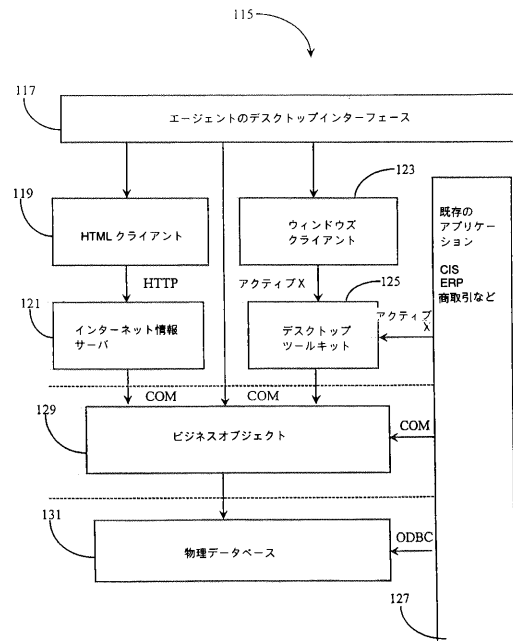 115
117
エージェントのデスクトップインターフェース
123
119
HTMLクライアント
ウィンドウズ
クライアント
既存の
アプリケー
ション
CIS
ERP
商取引など
HTTP
アクティブX
125
121
インターネット情報
サーバ
デスクトップ
ツールキット
アクティブ
X
COM
COM
129
ビジネスオブジェクト
COM
131
物理データベース
ODBC
127